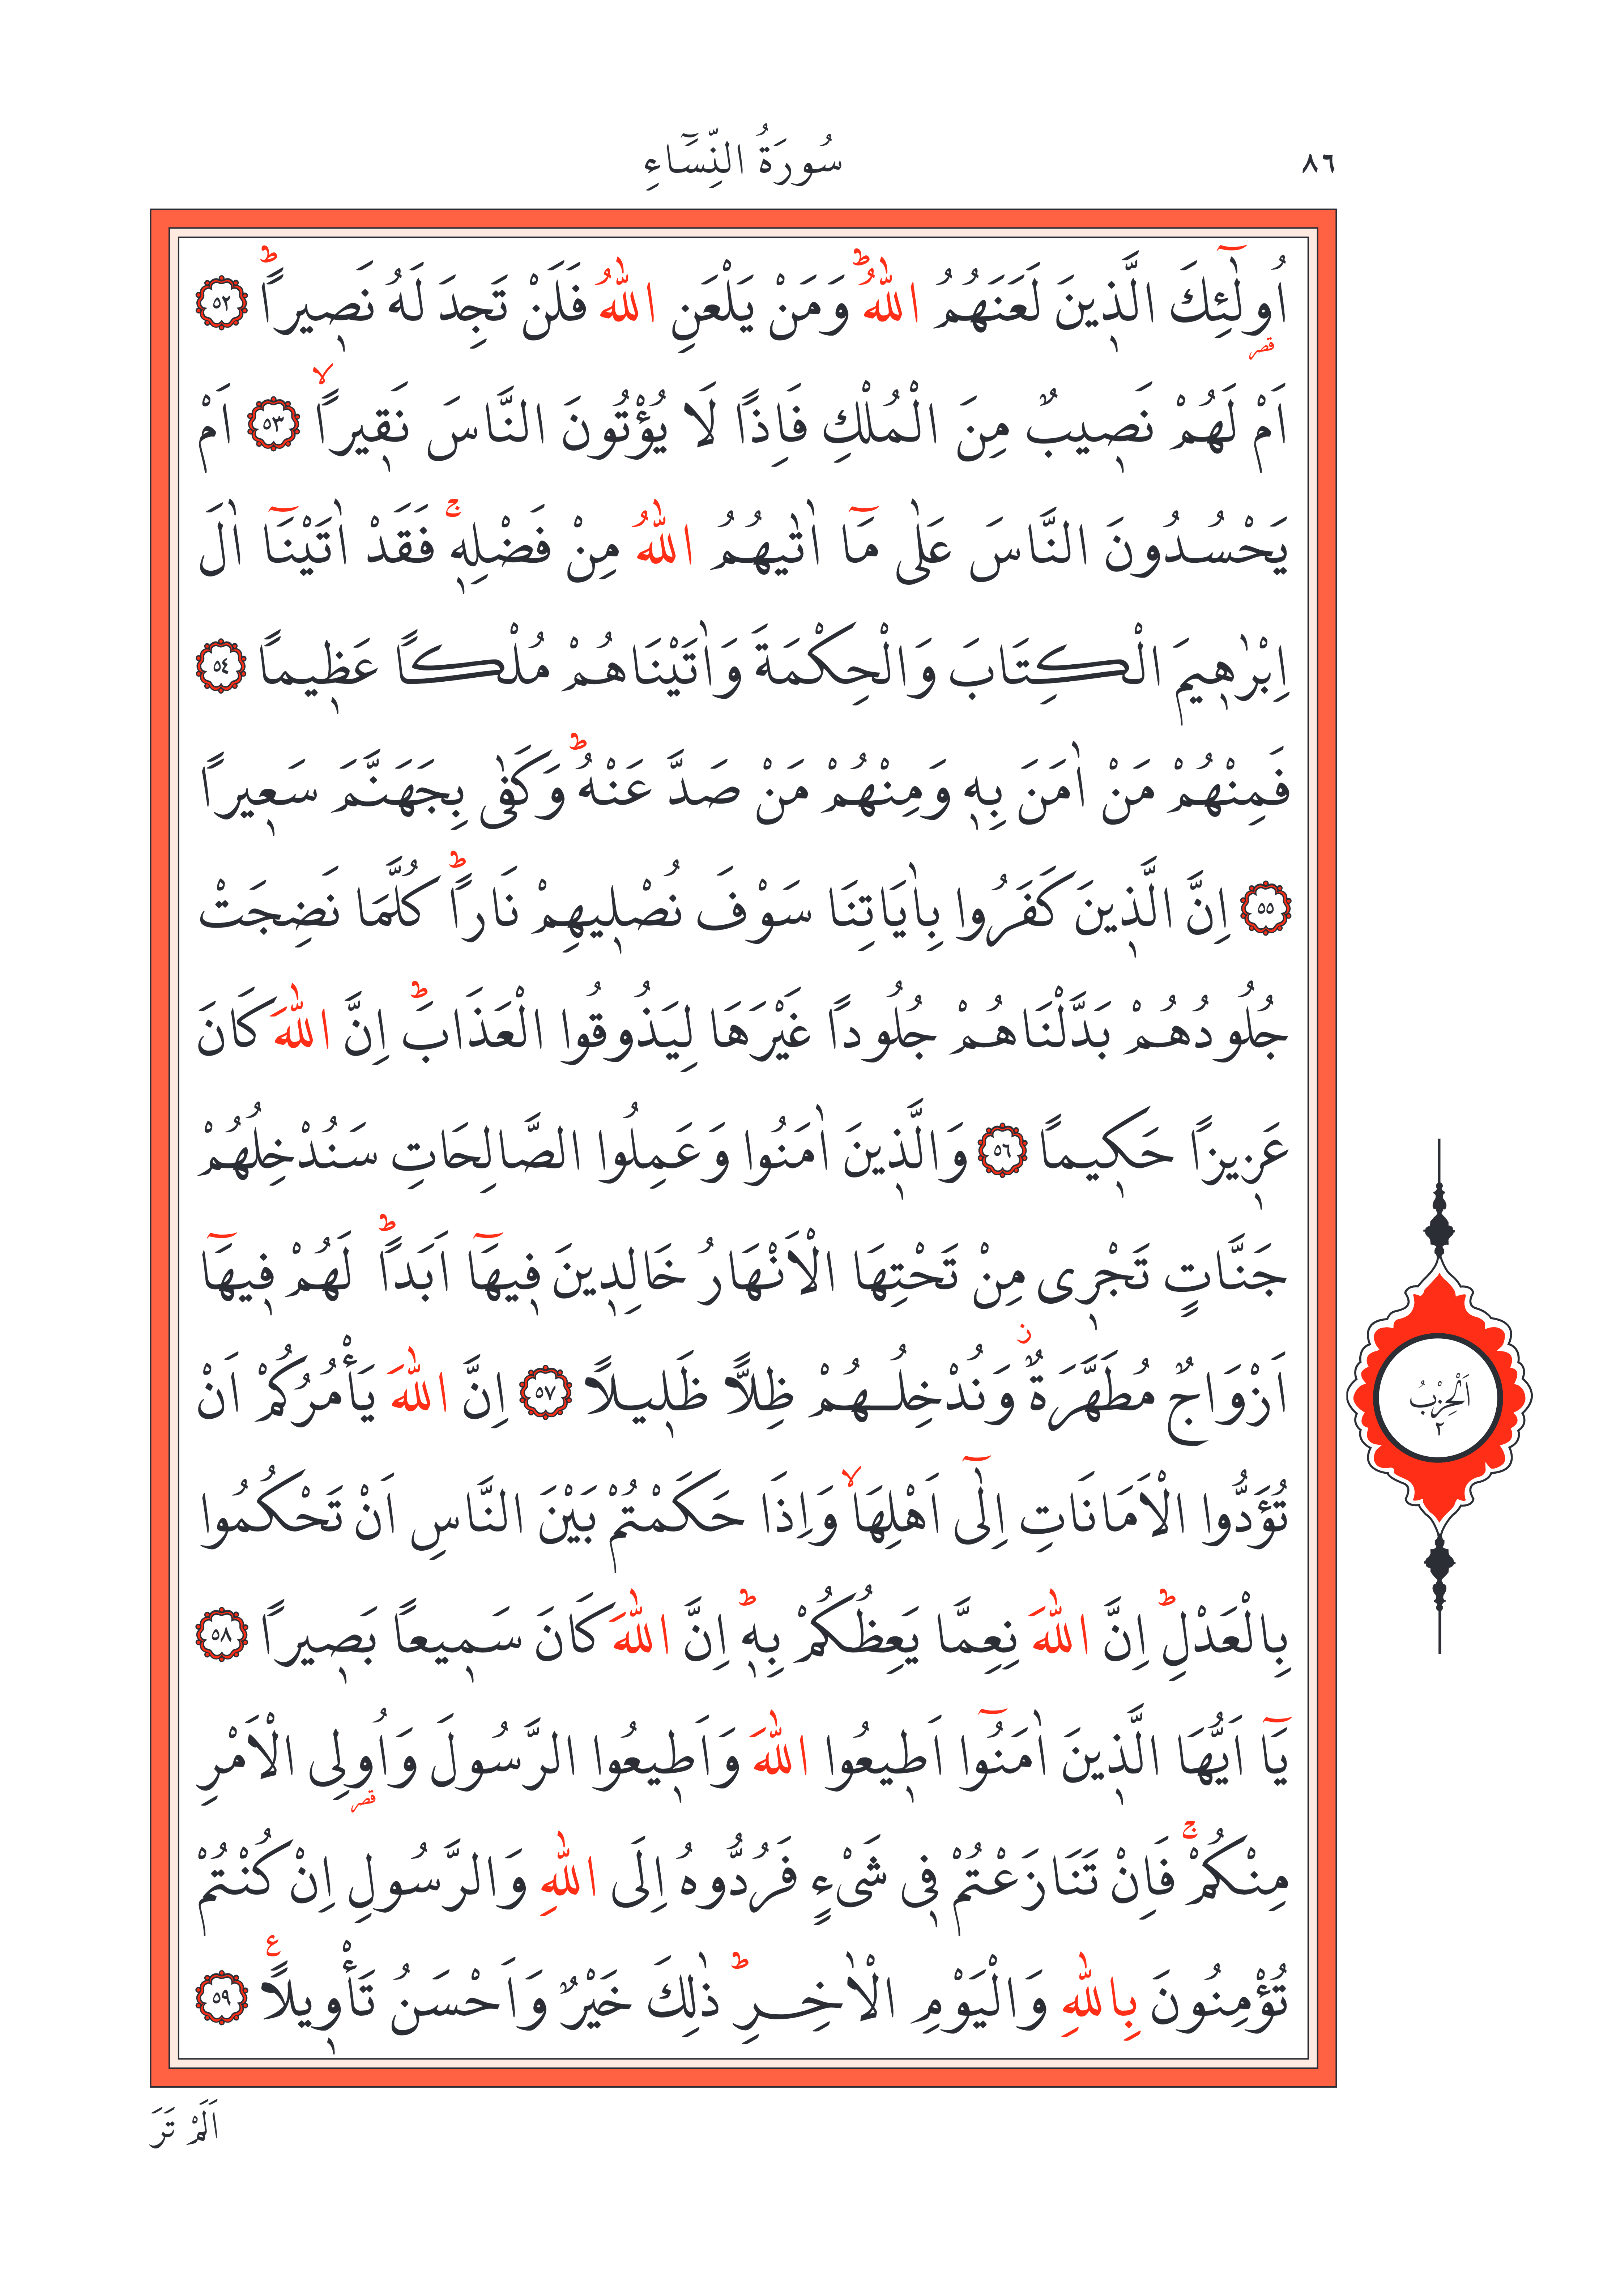 ٨٦
سُورَةُ النِّسَٓاءِ
اُو۬لٰٓئِكَ الَّذٖينَ لَعَنَهُمُ اللّٰهُؕ وَمَنْ يَلْعَنِ اللّٰهُ فَلَنْ تَجِدَ لَهُ نَصٖيراًؕ ﴿٥٢﴾
قصر
اَمْ لَهُمْ نَصٖيبٌ مِنَ الْمُلْكِ فَاِذاً لَا يُؤْتُونَ النَّاسَ نَقٖيراًۙ ﴿٥٣﴾ اَمْ
يَحْسُدُونَ النَّاسَ عَلٰى مَٓا اٰتٰيهُمُ اللّٰهُ مِنْ فَضْلِهٖۚ فَقَدْ اٰتَيْنَٓا اٰلَ
اِبْرٰهٖيمَ الْكِتَابَ وَالْحِكْمَةَ وَاٰتَيْنَاهُمْ مُلْكاً عَظٖيماً ﴿٥٤﴾
فَمِنْهُمْ مَنْ اٰمَنَ بِهٖ وَمِنْهُمْ مَنْ صَدَّ عَنْهُؕ وَكَفٰى بِجَهَنَّمَ سَعٖيراً
﴿٥٥﴾ اِنَّ الَّذٖينَ كَفَرُوا بِاٰيَاتِنَا سَوْفَ نُصْلٖيهِمْ نَاراًؕ كُلَّمَا نَضِجَتْ
جُلُودُهُمْ بَدَّلْنَاهُمْ جُلُوداً غَيْرَهَا لِيَذُوقُوا الْعَذَابَؕ اِنَّ اللّٰهَ كَانَ
عَزٖيزاً حَكٖيماً ﴿٥٦﴾ وَالَّذٖينَ اٰمَنُوا وَعَمِلُوا الصَّالِحَاتِ سَنُدْخِلُهُمْ
جَنَّاتٍ تَجْرٖى مِنْ تَحْتِهَا الْاَنْهَارُ خَالِدٖينَ فٖيهَٓا اَبَداًؕ لَهُمْ فٖيهَٓا
اَزْوَاجٌ مُطَهَّرَةٌؗ وَنُدْخِلُهُمْ ظِلاًّ ظَلٖيلاً ﴿٥٧﴾ اِنَّ اللّٰهَ يَأْمُرُكُمْ اَنْ
اَلْحِزْبُ
٢
تُؤَدُّوا الْاَمَانَاتِ اِلٰٓى اَهْلِهَاۙ وَاِذَا حَكَمْتُمْ بَيْنَ النَّاسِ اَنْ تَحْكُمُوا
بِالْعَدْلِؕ اِنَّ اللّٰهَ نِعِمَّا يَعِظُكُمْ بِهٖؕ اِنَّ اللّٰهَ كَانَ سَمٖيعاً بَصٖيراً ﴿٥٨﴾
يَٓا اَيُّهَا الَّذٖينَ اٰمَنُٓوا اَطٖيعُوا اللّٰهَ وَاَطٖيعُوا الرَّسُولَ وَاُو۬لِى الْاَمْرِ
قصر
مِنْكُمْۚ فَاِنْ تَنَازَعْتُمْ فٖى شَىْءٍ فَرُدُّوهُ اِلَى اللّٰهِ وَالرَّسُولِ اِنْ كُنْتُمْ
تُؤْمِنُونَ بِاللّٰهِ وَالْيَوْمِ الْاٰخِرِؕ ذٰلِكَ خَيْرٌ وَاَحْسَنُ تَأْوٖيلاًࣖ ﴿٥٩﴾
اَلَمْ تَرَ